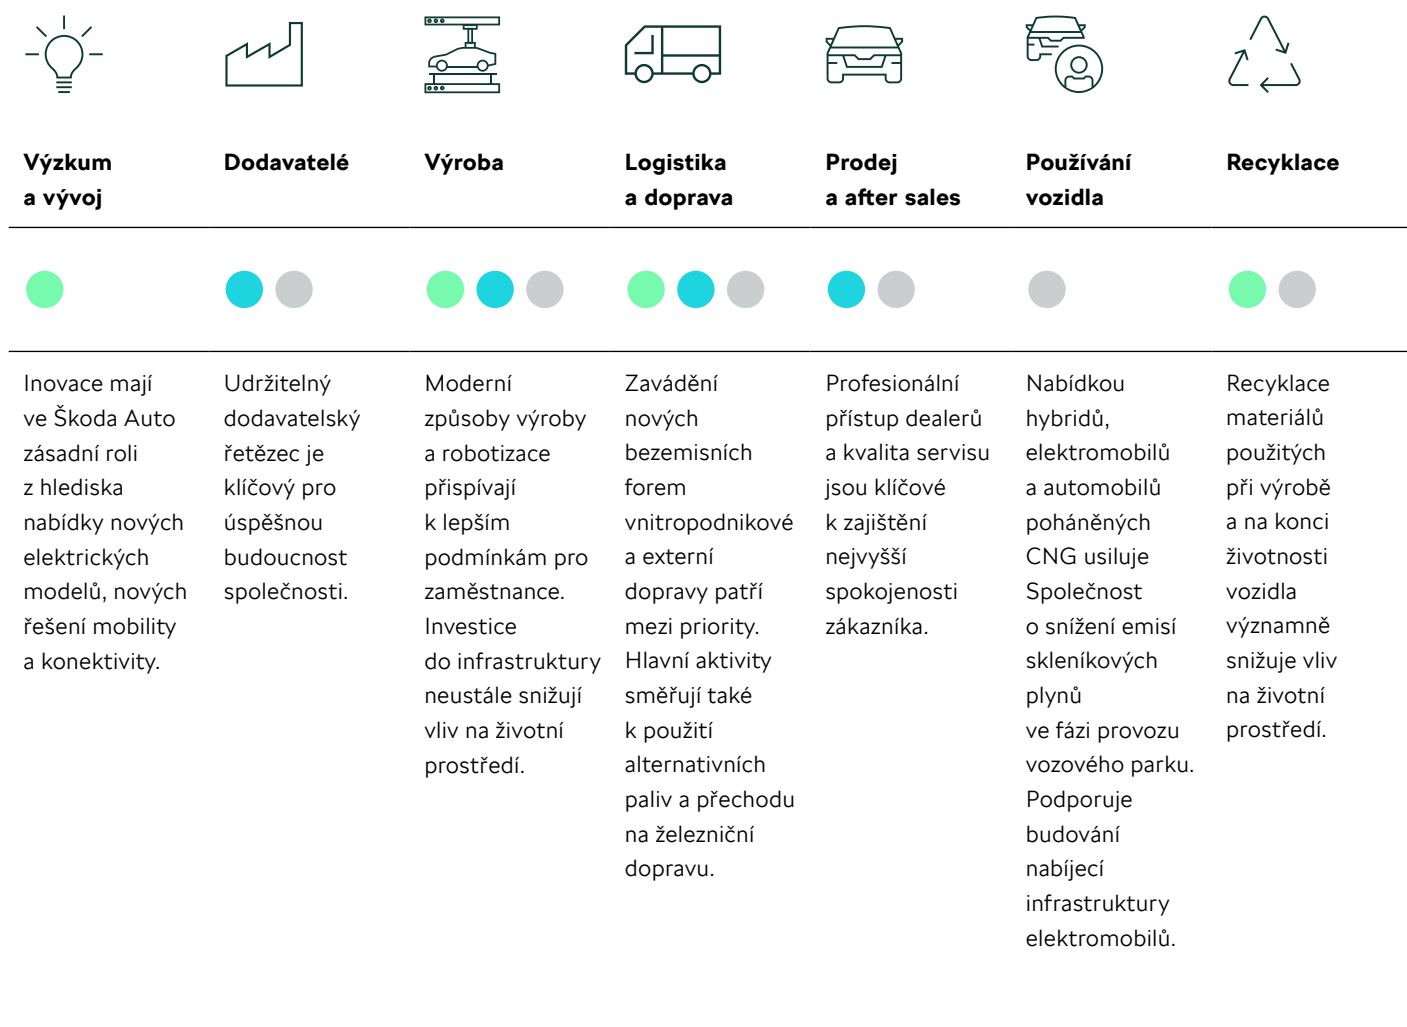 Výzkum
a vývoj
Dodavatelé
Výroba
Logistika
a doprava
Prodej
a after sales
Používání
vozidla
Recyklace
Inovace mají
ve Škoda Auto
zásadní roli
z hlediska
nabídky nových
elektrických
modelů, nových
řešení mobility
a konektivity.
Udržitelný
dodavatelský
řetězec je
klíčový pro
úspěšnou
budoucnost
společnosti.
Moderní
způsoby výroby
a robotizace
přispívají
k lepším
podmínkám pro
zaměstnance.
Investice
do infrastruktury
neustále snižují
vliv na životní
prostředí.
Zavádění
nových
bezemisních
forem
vnitropodnikové
a externí
dopravy patří
mezi priority.
Hlavní aktivity
směřují také
k použití
alternativních
paliv a přechodu
na železniční
dopravu.
Profesionální
přístup dealerů
a kvalita servisu
jsou klíčové
k zajištění
nejvyšší
spokojenosti
zákazníka.
Nabídkou
hybridů,
elektromobilů
a automobilů
poháněných
CNG usiluje
Společnost
o snížení emisí
skleníkových
plynů
ve fázi provozu
vozového parku.
Podporuje
budování
nabíjecí
infrastruktury
elektromobilů.
Recyklace
materiálů
použitých
při výrobě
a na konci
životnosti
vozidla
významně
snižuje vliv
na životní
prostředí.